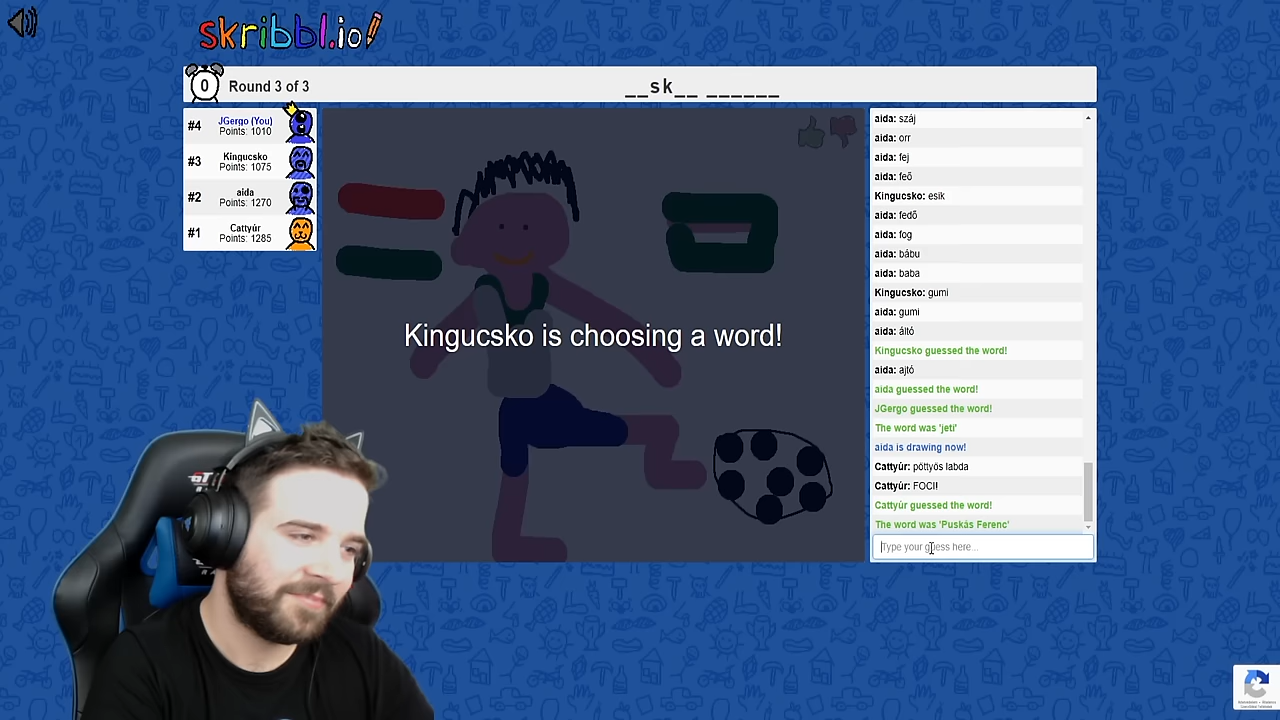 skribbl.io
0
Round 3 of 3
__sk__ ______
#4
JGergo (You)
Points: 1010
#3
Kingucsko
Points: 1075
#2
aida
Points: 1270
#1
Cattyúr
Points: 1285
Kingucsko is choosing a word!
aida: száj
aida: orr
aida: fej
aida: feő
Kingucsko: esik
aida: fedő
aida: fog
aida: bábu
aida: baba
Kingucsko: gumi
aida: gumi
aida: áltó
Kingucsko guessed the word!
aida: ajtó
aida guessed the word!
JGergo guessed the word!
The word was 'jeti'
aida is drawing now!
Cattyúr: pöttyös labda
Cattyúr: FOCI!
Cattyúr guessed the word!
The word was 'Puskás Ferenc'
Type your guess here...